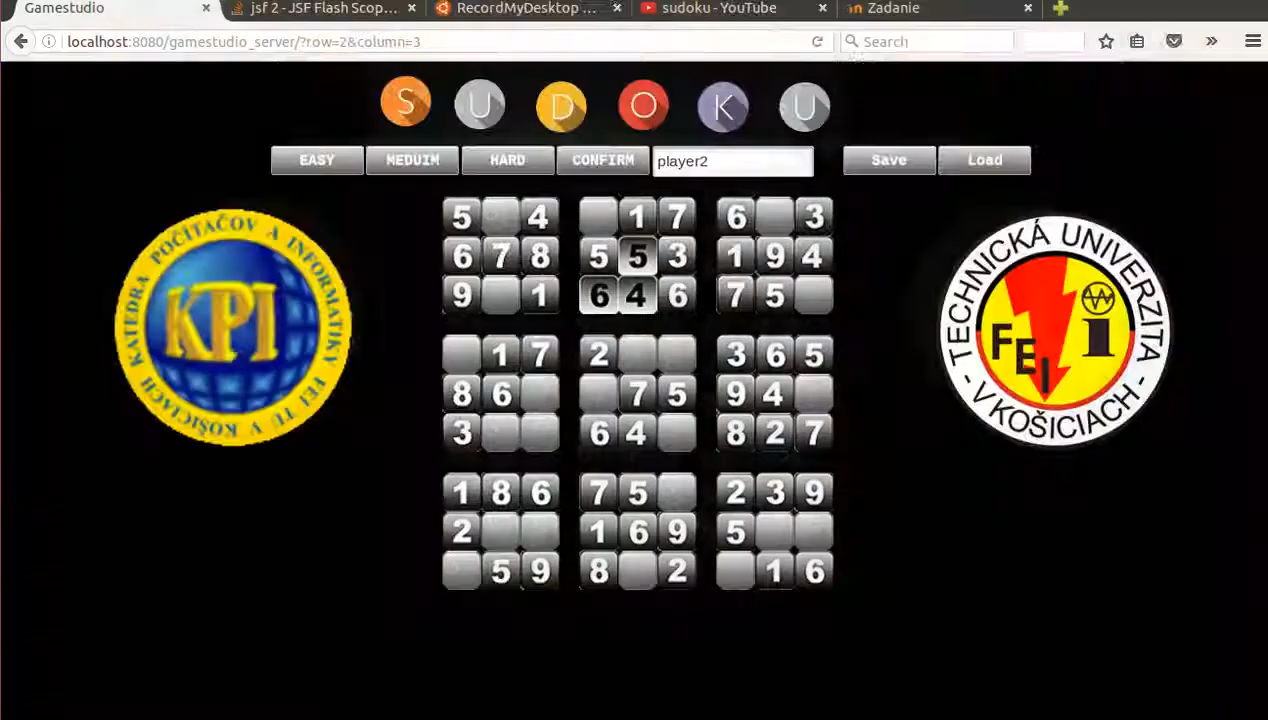 Gamestudio
jsf 2 - JSF Flash Scop...
RecordMyDesktop ...
sudoku - YouTube
Zadanie
localhost:8080/gamestudio_server/?row=2&column=3
Search
S U D O K U
EASY MEDUIM HARD CONFIRM player2 Save Load
5 4 1 7 6 3
6 7 8 5 5 3 1 9 4
9 1 6 4 6 7 5
1 7 2 3 6 5
8 6 7 5 9 4
3 6 4 8 2 7
1 8 6 7 5 2 3 9
2 1 6 9 5
5 9 8 2 1 6
KATEDRA POČÍTAČOV A INFORMATIKY FEI TU V KOŠICIACH
KPI
TECHNICKÁ UNIVERZITA - V KOŠICIACH -
FEI